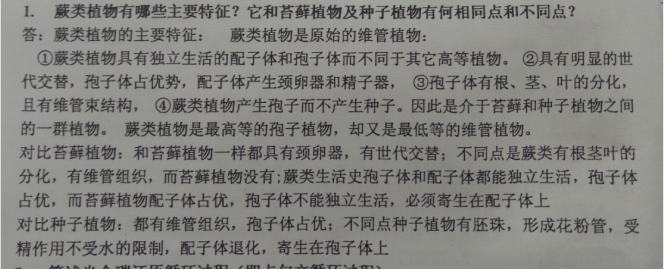 1. 蕨类植物有哪些主要特征？它和苔藓植物及种子植物有何相同点和不同点？
答：蕨类植物的主要特征： 蕨类植物是原始的维管植物：
①蕨类植物具有独立生活的配子体和孢子体而不同于其它高等植物。 ②具有明显的世
代交替，孢子体占优势，配子体产生颈卵器和精子器， ③孢子体有根、茎、叶的分化，
且有维管束结构， ④蕨类植物产生孢子而不产生种子。因此是介于苔藓和种子植物之间
的一群植物。 蕨类植物是最高等的孢子植物，却又是最低等的维管植物。
对比苔藓植物：和苔藓植物一样都具有颈卵器，有世代交替；不同点是蕨类有根茎叶的
分化，有维管组织，而苔藓植物没有;蕨类生活史孢子体和配子体都能独立生活，孢子体
占优，而苔藓植物配子体占优，孢子体不能独立生活，必须寄生在配子体上
对比种子植物：都有维管组织，孢子体占优；不同点种子植物有胚珠，形成花粉管，受
精作用不受水的限制，配子体退化，寄生在孢子体上